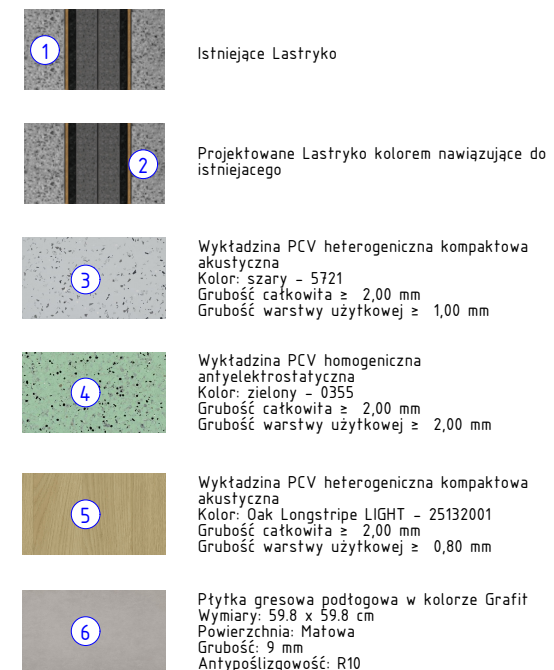 1
Istniejące Lastryko
2
Projektowane Lastryko kolorem nawiązujące do
istniejacego
3
Wykładzina PCV heterogeniczna kompaktowa
akustyczna
Kolor: szary - 5721
Grubość całkowita ≥ 2,00 mm
Grubość warstwy użytkowej ≥ 1,00 mm
4
Wykładzina PCV homogeniczna
antyelektrostatyczna
Kolor: zielony - 0355
Grubość całkowita ≥ 2,00 mm
Grubość warstwy użytkowej ≥ 2,00 mm
5
Wykładzina PCV heterogeniczna kompaktowa
akustyczna
Kolor: Oak Longstripe LIGHT - 25132001
Grubość całkowita ≥ 2,00 mm
Grubość warstwy użytkowej ≥ 0,80 mm
6
Płytka gresowa podłogowa w kolorze Grafit
Wymiary: 59.8 x 59.8 cm
Powierzchnia: Matowa
Grubość: 9 mm
Antypoślizgowość: R10